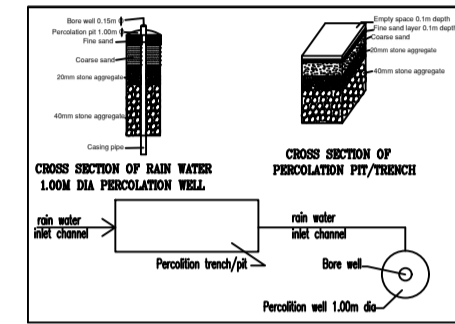 Bore well 0.15m
Percolation pit 1.00m
Fine sand
Coarse sand
20mm stone aggregate
40mm stone aggregate
Casing pipe
CROSS SECTION OF RAIN WATER
1.00M DIA PERCOLATION WELL
Empty space 0.1m depth
Fine sand layer 0.1m depth
Coarse sand
20mm stone aggregate
40mm stone aggregate
CROSS SECTION OF
PERCOLATION PIT/TRENCH
rain water
inlet channel
Percolition trench/pit
rain water
inlet channel
Bore well
Percolition well 1.00m dia